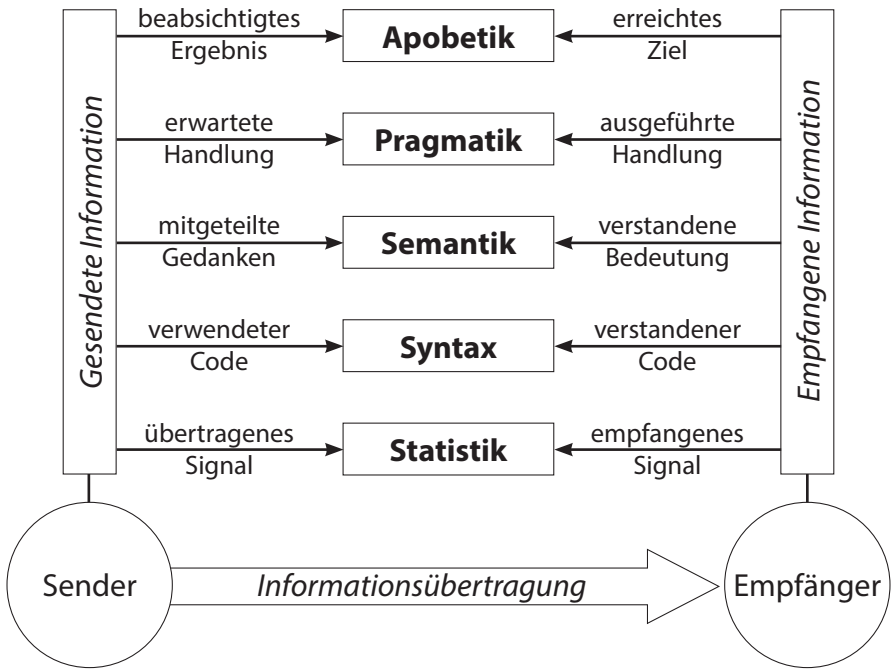 beabsichtigtes
Ergebnis
Apobetik
erreichtes
Ziel
erwartete
Handlung
Pragmatik
ausgeführte
Handlung
mitgeteilte
Gedanken
Semantik
verstandene
Bedeutung
verwendeter
Code
Syntax
verstandener
Code
übertragenes
Signal
Statistik
empfangenes
Signal
Gesendete Information
Empfangene Information
Sender
Informationsübertragung
Empfänger